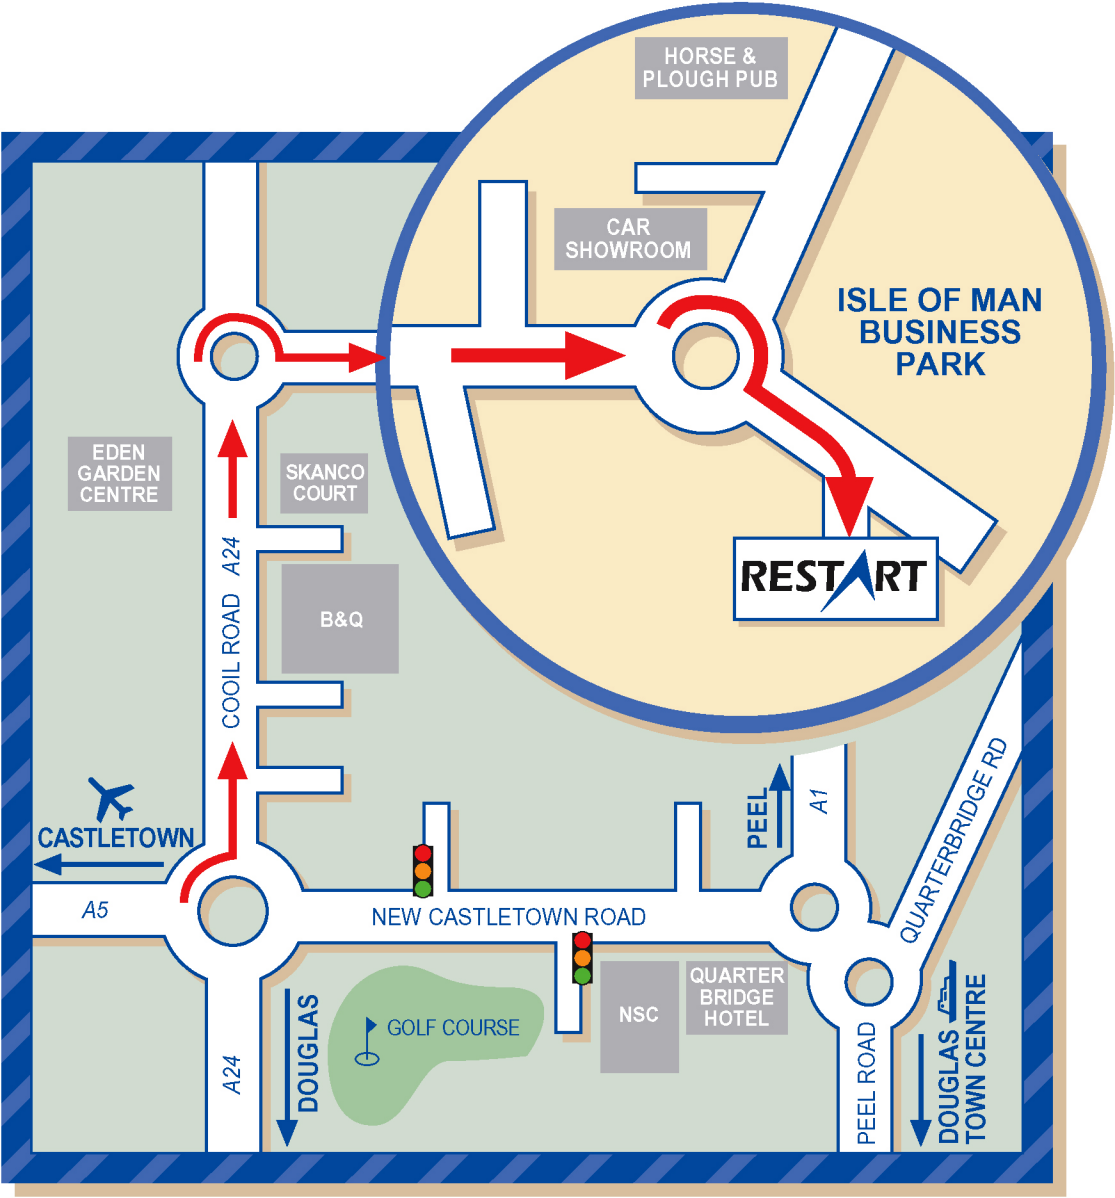 HORSE &
PLOUGH PUB
CAR
SHOWROOM
ISLE OF MAN
BUSINESS
PARK
RESTART
EDEN
GARDEN
CENTRE
SKANCO
COURT
COOIL ROAD A24
B&Q
CASTLETOWN
A5
NEW CASTLETOWN ROAD
PEEL
A1
QUARTERBRIDGE RD
A24
DOUGLAS
GOLF COURSE
NSC
QUARTER
BRIDGE
HOTEL
PEEL ROAD
DOUGLAS
TOWN CENTRE